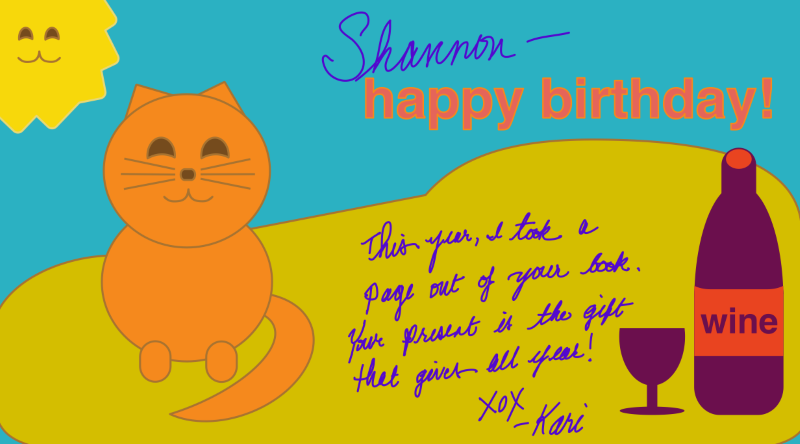 Shannon —
happy birthday!
This year, I took a
page out of your book.
Your present is the gift
that gives all year!
XOX
- Kari
wine